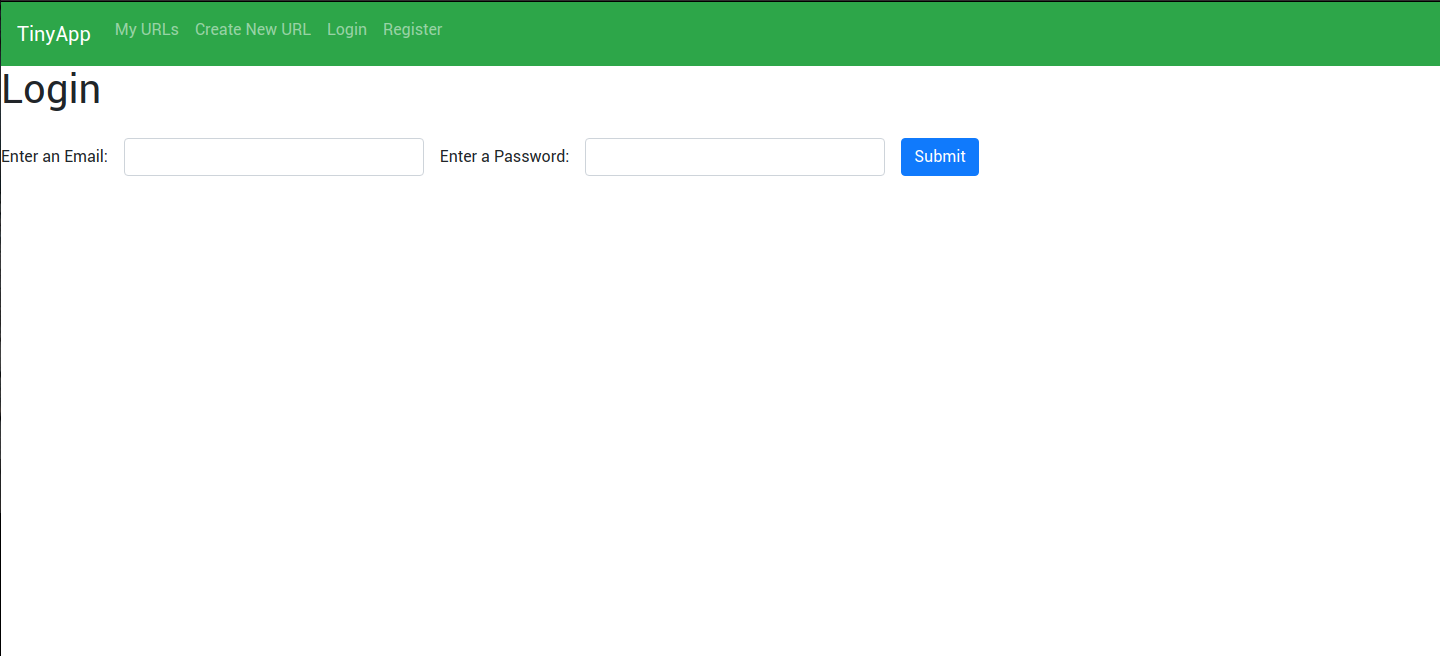 TinyApp My URLs Create New URL Login Register
Login
Enter an Email: Enter a Password: Submit